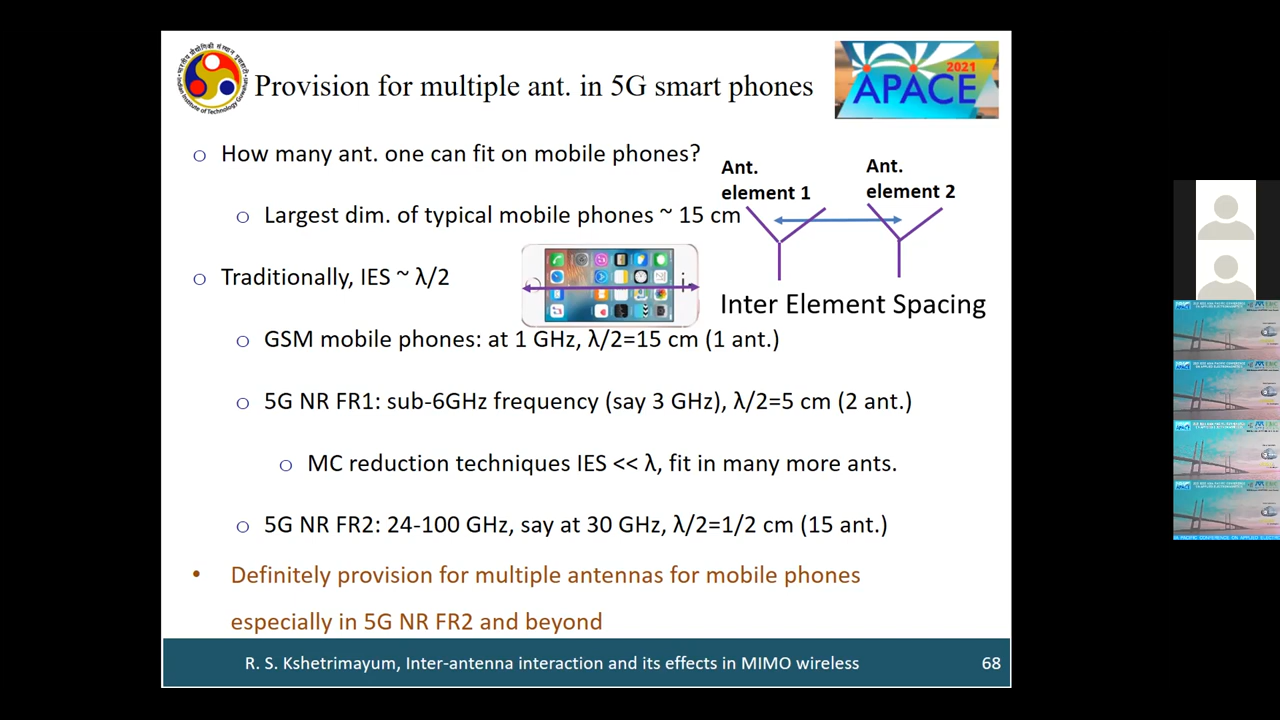 Provision for multiple ant. in 5G smart phones
2021
APACE
How many ant. one can fit on mobile phones?
Largest dim. of typical mobile phones ~ 15 cm
Ant.
element 1
Ant.
element 2
Traditionally, IES ~ λ/2
Inter Element Spacing
GSM mobile phones: at 1 GHz, λ/2=15 cm (1 ant.)
5G NR FR1: sub-6GHz frequency (say 3 GHz), λ/2=5 cm (2 ant.)
MC reduction techniques IES << λ, fit in many more ants.
5G NR FR2: 24-100 GHz, say at 30 GHz, λ/2=1/2 cm (15 ant.)
Definitely provision for multiple antennas for mobile phones
especially in 5G NR FR2 and beyond
R. S. Kshetrimayum, Inter-antenna interaction and its effects in MIMO wireless
68